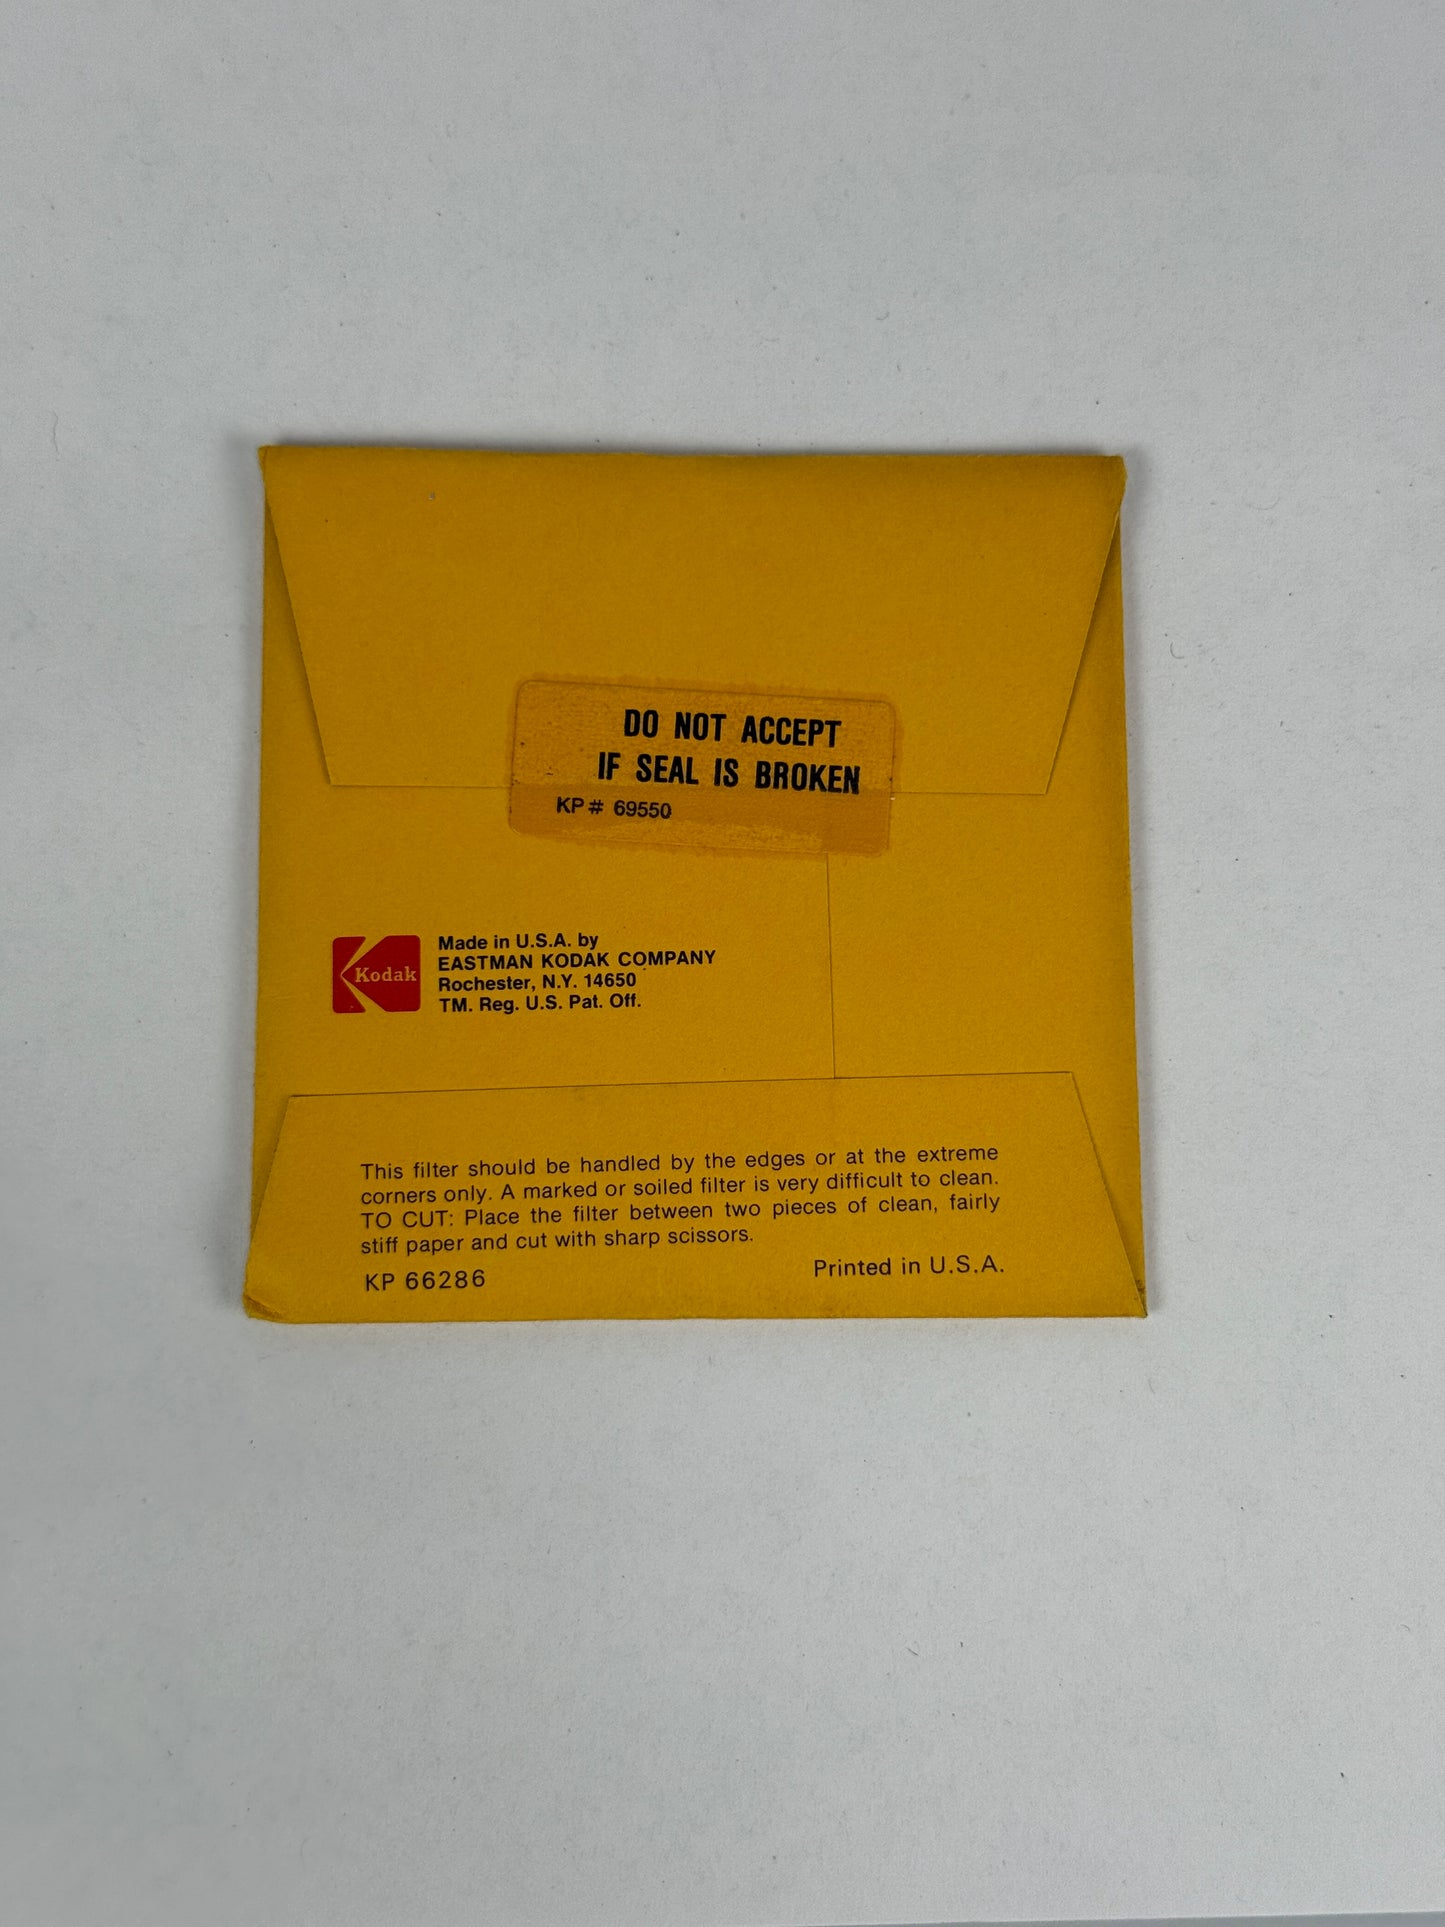 DO NOT ACCEPT
IF SEAL IS BROKEN
KP# 69550
Kodak
Made in U.S.A. by
EASTMAN KODAK COMPANY
Rochester, N.Y. 14650
TM. Reg. U.S. Pat. Off.
This filter should be handled by the edges or at the extreme
corners only. A marked or soiled filter is very difficult to clean.
TO CUT: Place the filter between two pieces of clean, fairly
stiff paper and cut with sharp scissors.
KP 66286
Printed in U.S.A.